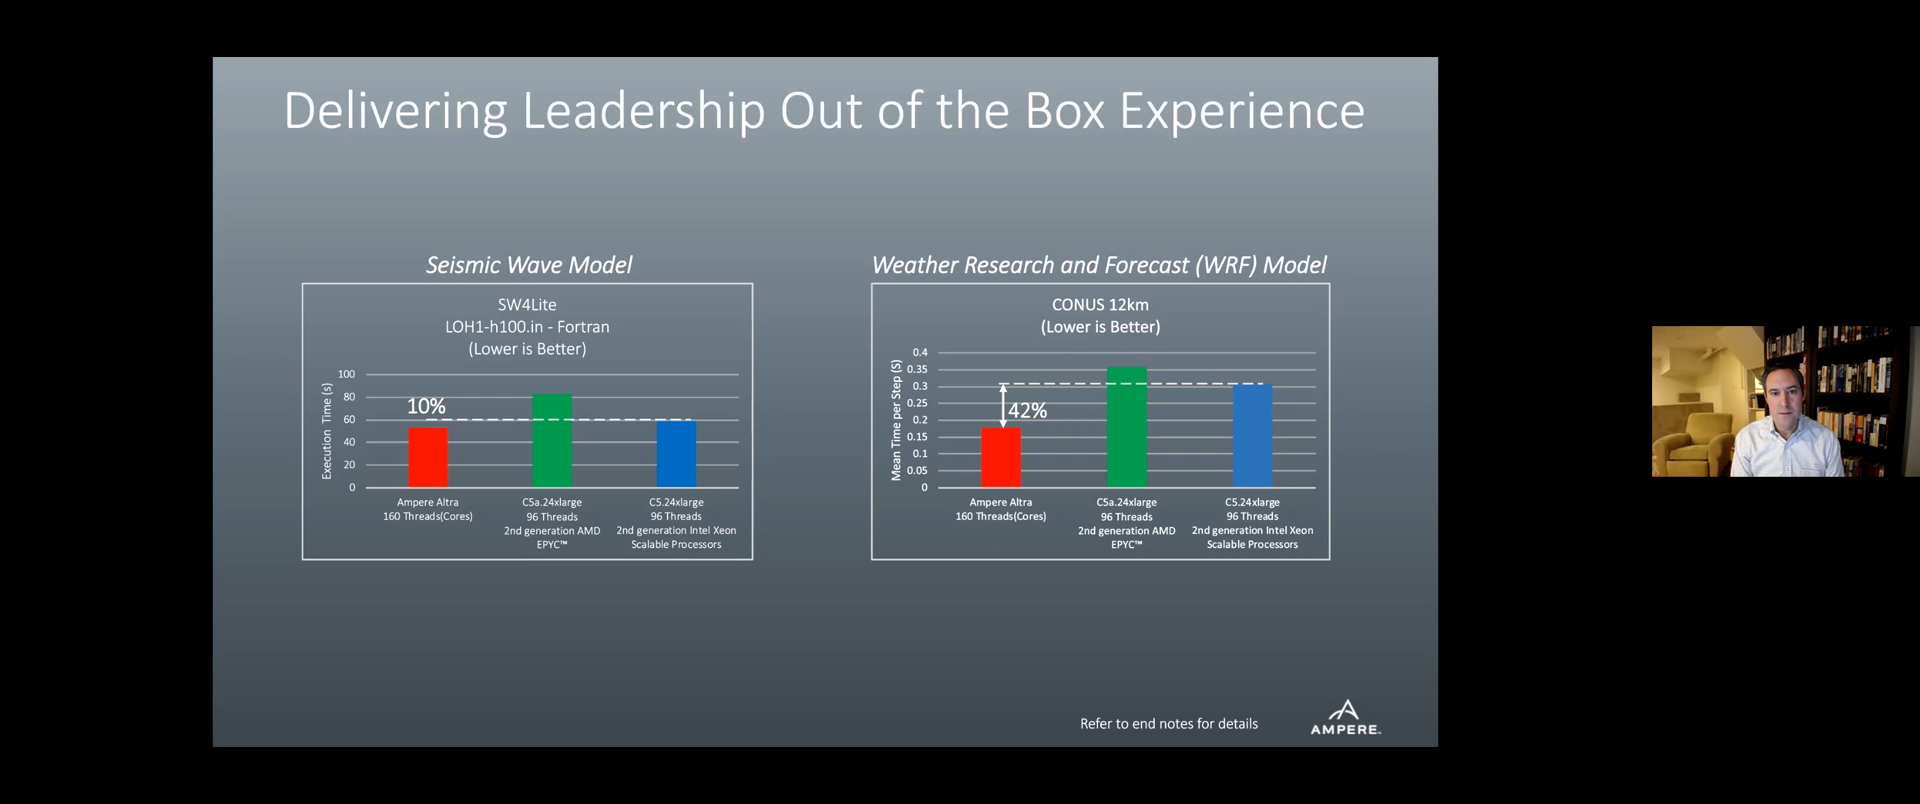 Delivering Leadership Out of the Box Experience
Seismic Wave Model
SW4Lite
LOH1-h100.in - Fortran
(Lower is Better)
Execution Time (s)
100
80
60
40
20
0
10%
Ampere Altra
160 Threads(Cores)
C5a.24xlarge
96 Threads
2nd generation AMD
EPYC™
C5.24xlarge
96 Threads
2nd generation Intel Xeon
Scalable Processors
Weather Research and Forecast (WRF) Model
CONUS 12km
(Lower is Better)
Mean Time per Step (S)
0.4
0.35
0.3
0.25
0.2
0.15
0.1
0.05
0
42%
Ampere Altra
160 Threads(Cores)
C5a.24xlarge
96 Threads
2nd generation AMD
EPYC™
C5.24xlarge
96 Threads
2nd generation Intel Xeon
Scalable Processors
Refer to end notes for details
AMPERE™